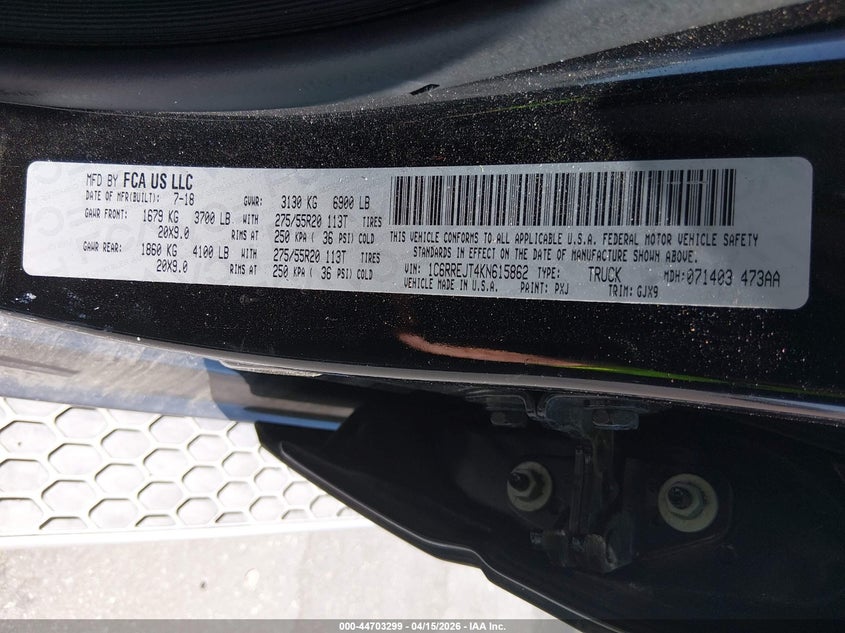 MFD BY FCA US LLC
DATE OF MFR(BUILT): 7-18 GVWR: 3130 KG 6900 LB
GAWR FRONT: 1679 KG 3700 LB WITH 275/55R20 113T TIRES
20X9.0 RIMS AT 250 KPA ( 36 PSI) COLD
GAWR REAR: 1860 KG 4100 LB WITH 275/55R20 113T TIRES
20X9.0 RIMS AT 250 KPA ( 36 PSI) COLD
THIS VEHICLE CONFORMS TO ALL APPLICABLE U.S.A. FEDERAL MOTOR VEHICLE SAFETY
STANDARDS IN EFFECT ON THE DATE OF MANUFACTURE SHOWN ABOVE.
VIN: 1C6RREJT4KN615862 TYPE: TRUCK MDH: 071403 473AA
VEHICLE MADE IN U.S.A. PAINT: PXJ TRIM: GJX9
000-44703299 - 04/15/2026 - IAA Inc.